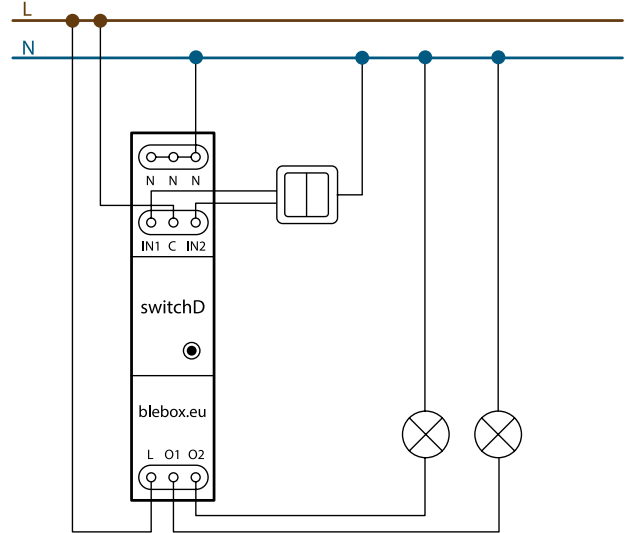 L
N
N N N
IN1 C IN2
switchD
blebox.eu
L O1 O2